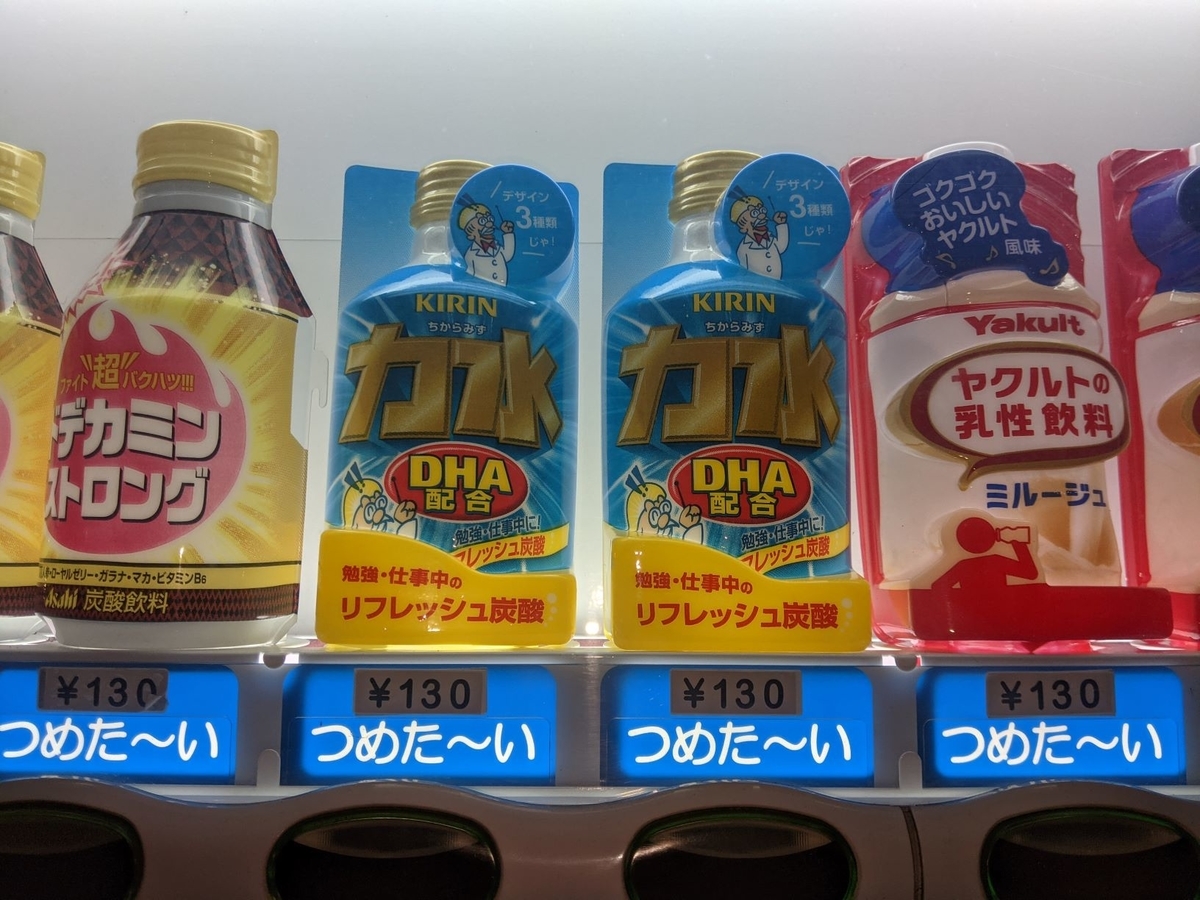 ファイト"超"バクハツ!!!
ドデカミン
ストロング
ローヤルゼリー・ガラナ・マカ・ビタミンB6
Asahi 炭酸飲料
デザイン
3種類
じゃ!
KIRIN
ちからみず
力水
DHA
配合
勉強・仕事中に!
フレッシュ炭酸
勉強・仕事中の
リフレッシュ炭酸
デザイン
3種類
じゃ!
KIRIN
ちからみず
力水
DHA
配合
勉強・仕事中に!
フレッシュ炭酸
勉強・仕事中の
リフレッシュ炭酸
ゴクゴク
おいしい
ヤクルト
風味
Yakult
ヤクルトの
乳性飲料
ミルージュ
¥130
つめた〜い
¥130
つめた〜い
¥130
つめた〜い
¥130
つめた〜い